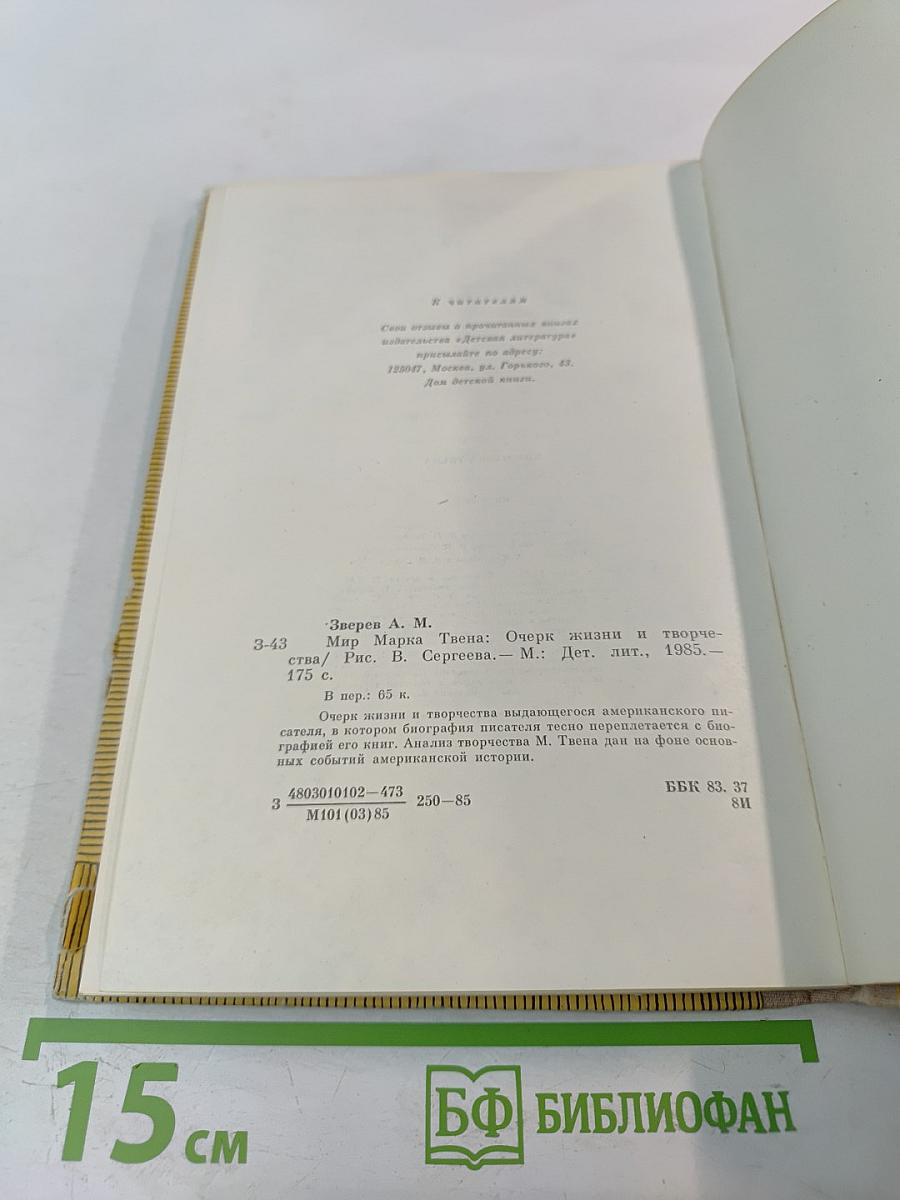 К читателям
Свои отзывы о прочитанных книгах
издательства «Детская литература»
присылайте по адресу:
125047, Москва, ул. Горького, 43.
Дом детской книги.
Зверев А. М.
З-43 Мир Марка Твена: Очерк жизни и творче-
ства/ Рис. В. Сергеева.— М.: Дет. лит., 1985.—
175 с.
В пер.: 65 к.
Очерк жизни и творчества выдающегося американского пи-
сателя, в котором биография писателя тесно переплетается с био-
графией его книг. Анализ творчества М. Твена дан на фоне основ-
ных событий американской истории.
З 4803010102—473 250—85
М101(03)85
ББК 83. 37
8И
15 см
БФ БИБЛИОФАН